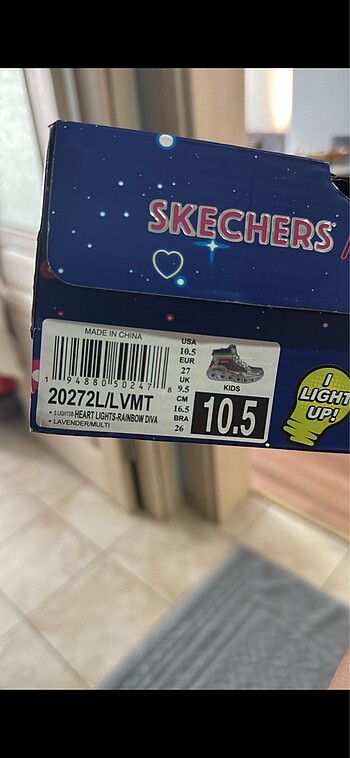 SKECHERS
MADE IN CHINA
1 94880 50247 8
20272L/LVMT
• S LIGHTS®-HEART LIGHTS-RAINBOW DIVA
• LAVENDER/MULTI
USA
10.5
EUR
27
UK
9.5
CM
16.5
BRA
26
KIDS
10.5
I
LIGHT
UP!